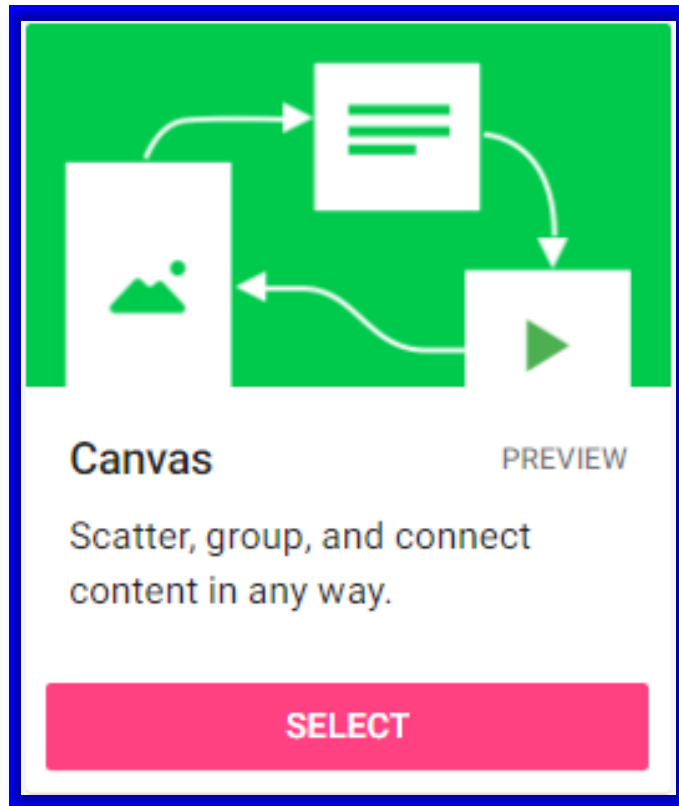 Canvas
PREVIEW
Scatter, group, and connect
content in any way.
SELECT